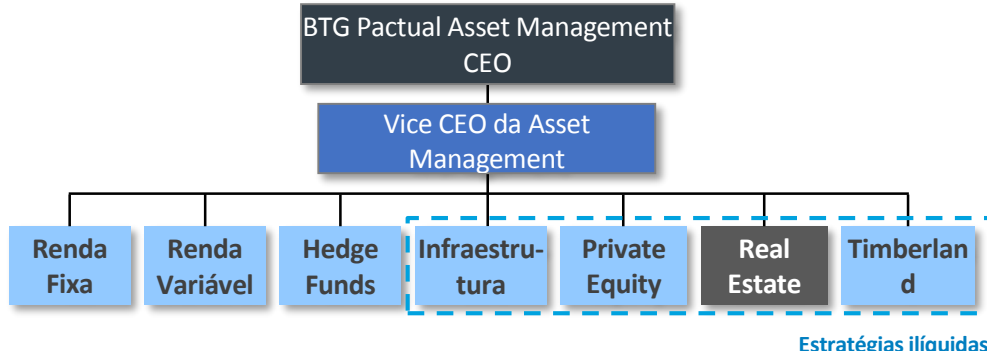 BTG Pactual Asset Management
CEO
Vice CEO da Asset
Management
Renda
Fixa
Renda
Variável
Hedge
Funds
Infraestru-
tura
Private
Equity
Real
Estate
Timberlan
d
Estratégias ilíquidas